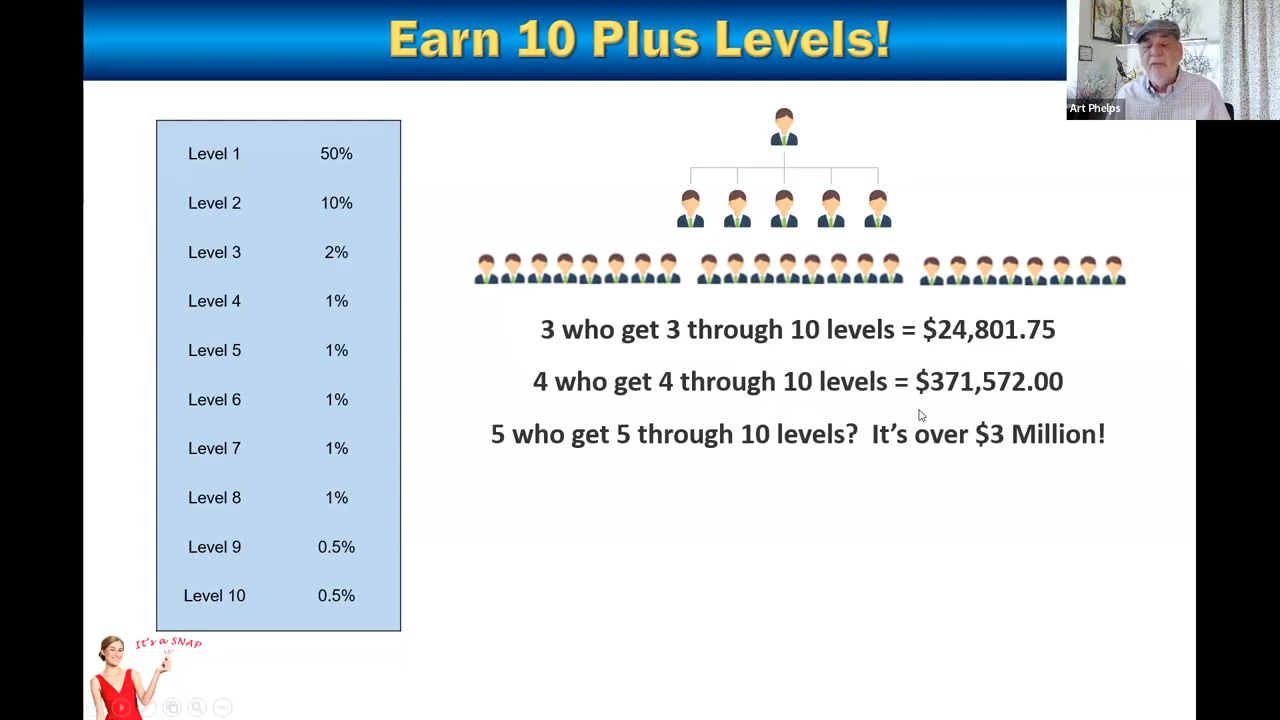 Earn 10 Plus Levels!
Art Phelps
Level 1 50%
Level 2 10%
Level 3 2%
Level 4 1%
Level 5 1%
Level 6 1%
Level 7 1%
Level 8 1%
Level 9 0.5%
Level 10 0.5%
3 who get 3 through 10 levels = $24,801.75
4 who get 4 through 10 levels = $371,572.00
5 who get 5 through 10 levels? It’s over $3 Million!
It's a SNAP